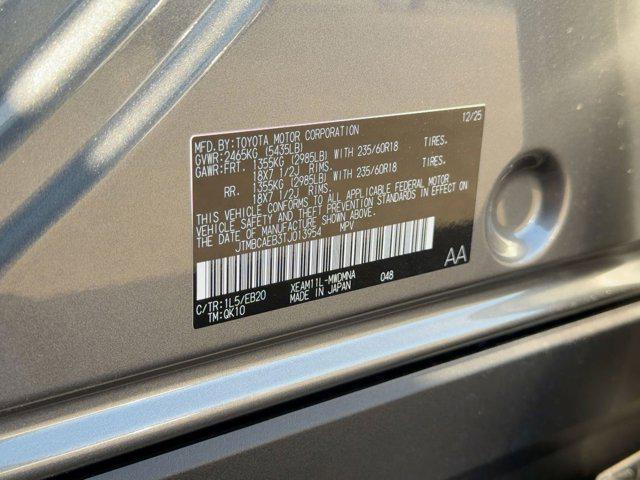 MFD.BY:TOYOTA MOTOR CORPORATION 12/25
GVWR:2465KG (5435LB)
GAWR:FRT. 1355KG (2985LB) WITH 235/60R18 TIRES.
18X7 1/2J RIMS.
RR. 1355KG (2985LB) WITH 235/60R18 TIRES.
18X7 1/2J RIMS.
THIS VEHICLE CONFORMS TO ALL APPLICABLE FEDERAL MOTOR
VEHICLE SAFETY AND THEFT PREVENTION STANDARDS IN EFFECT ON
THE DATE OF MANUFACTURE SHOWN ABOVE.
JTMBCAEB3TJ013954 MPV
C/TR:1L5/EB20 XEAM11L-MWDMNA 048 AA
TM:QK10 MADE IN JAPAN